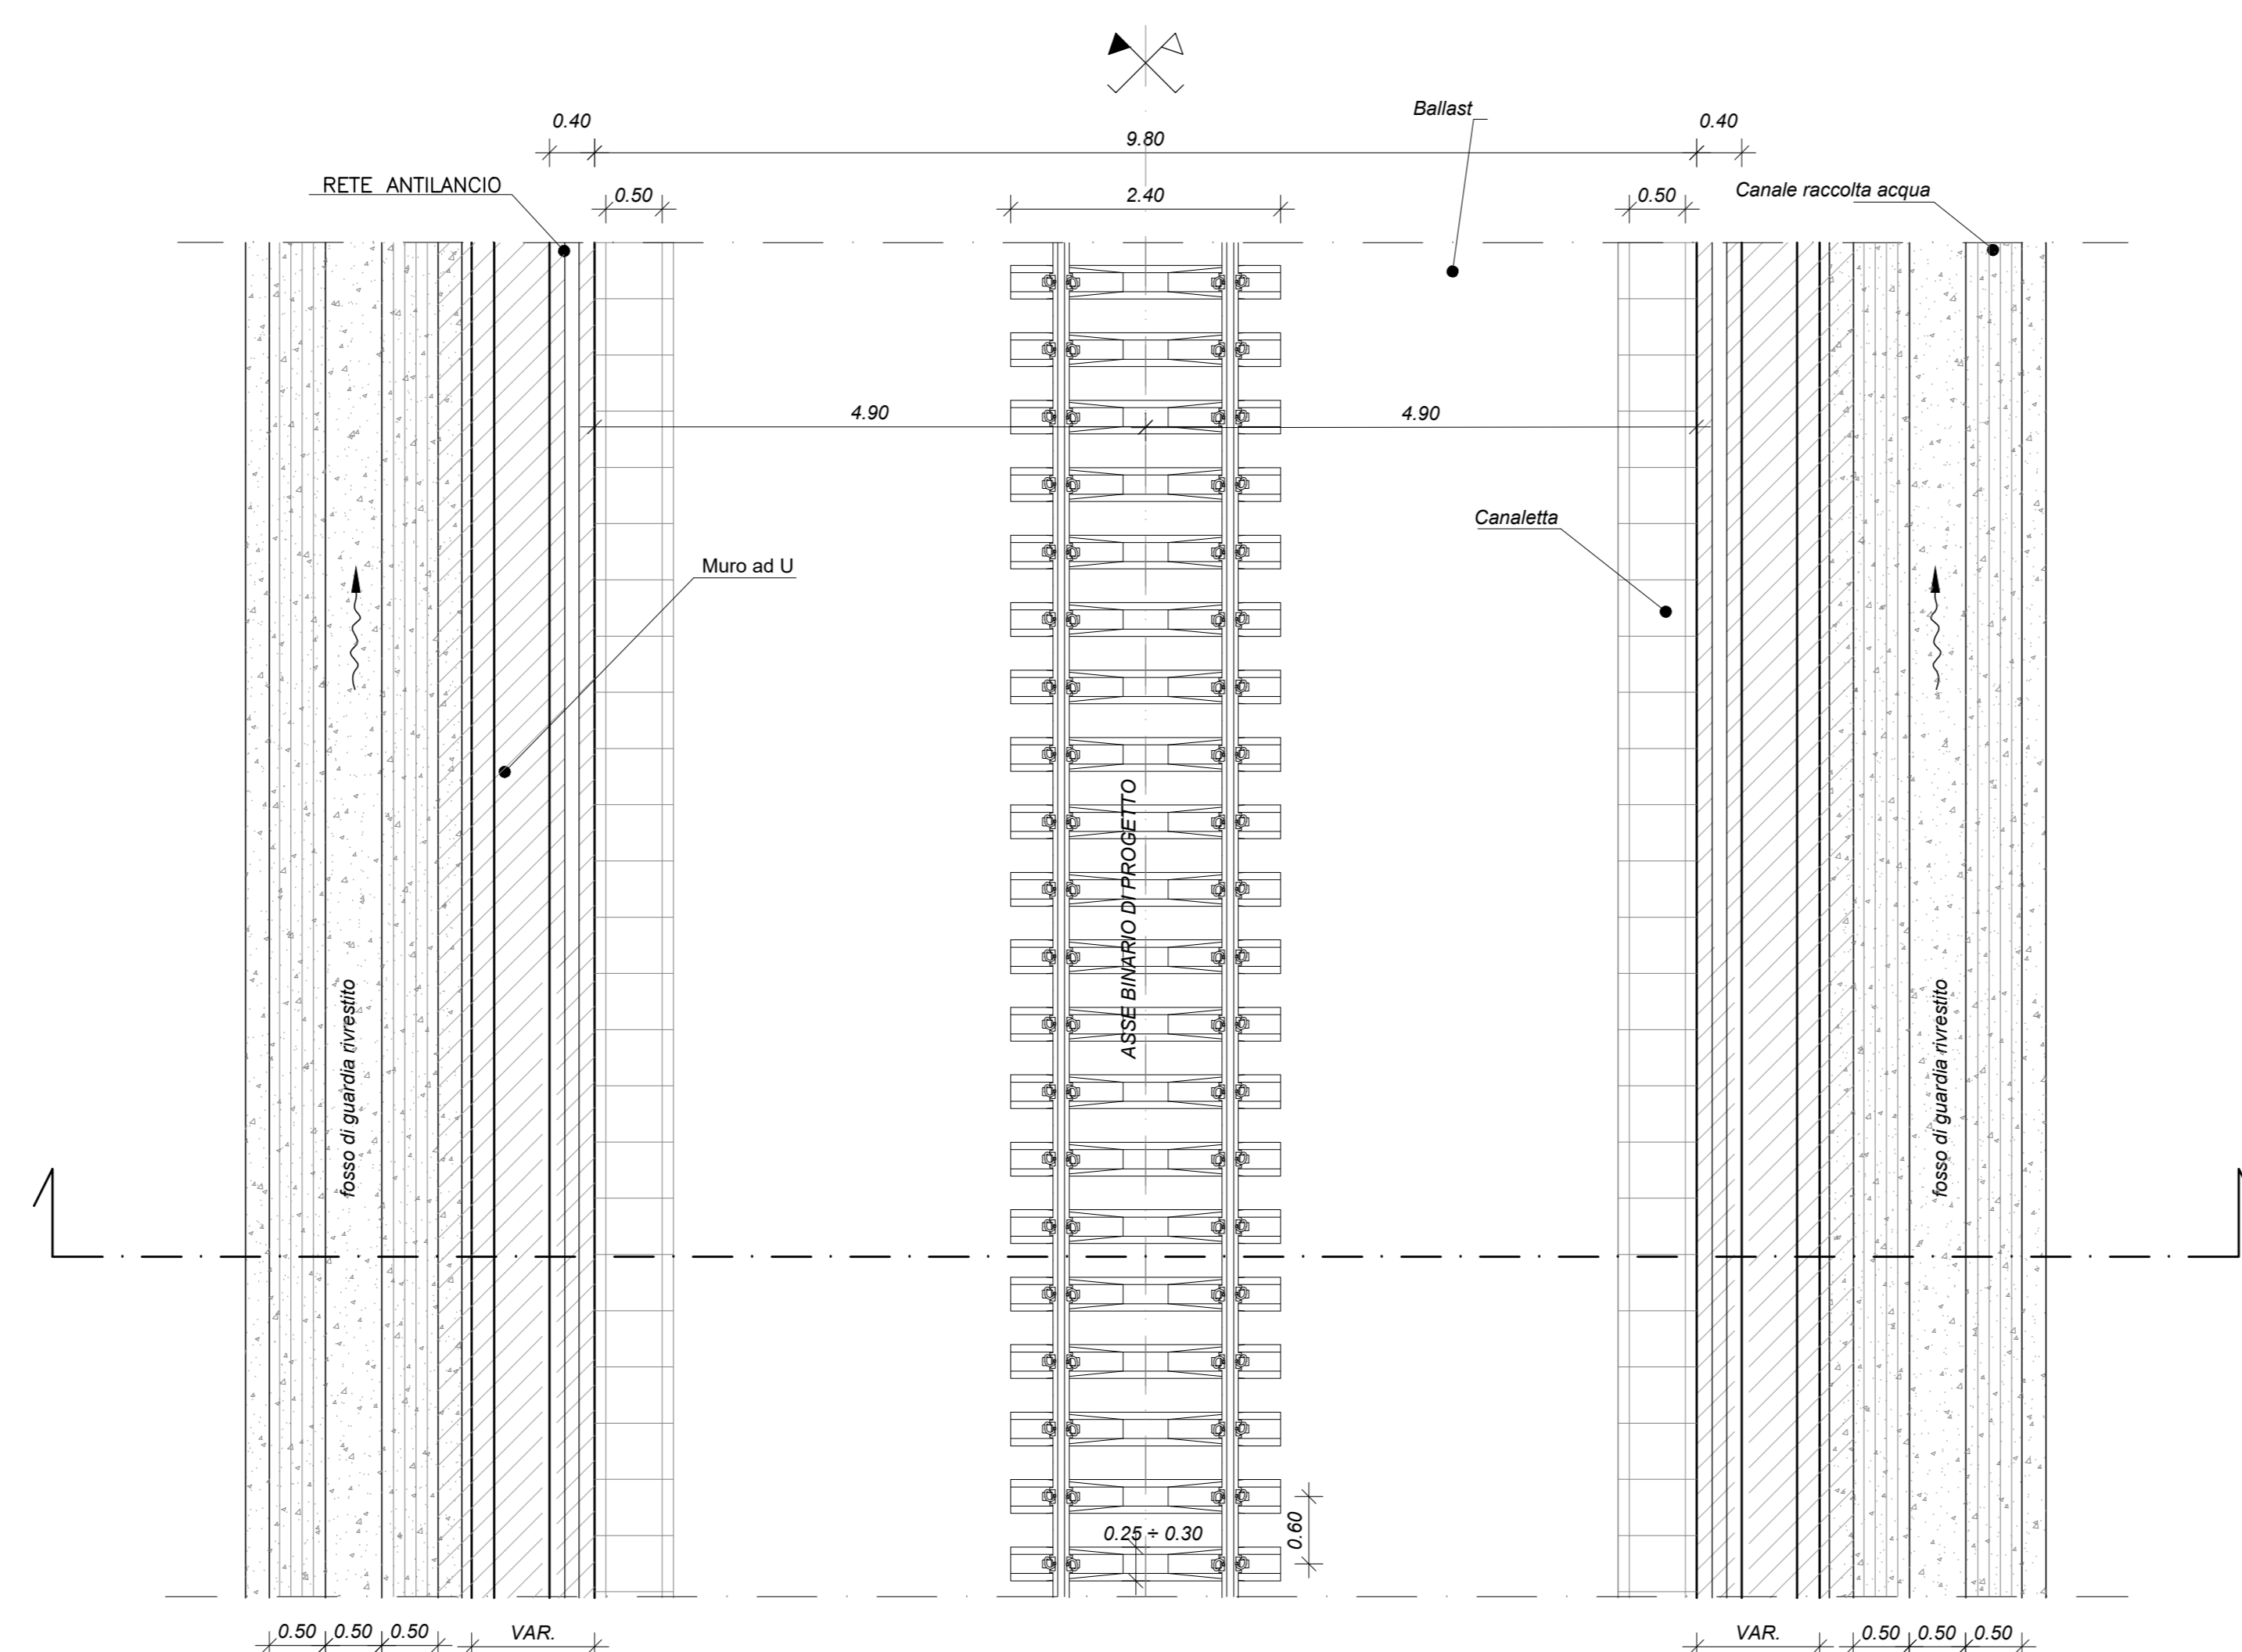 0.40
9.80
Ballast
0.40
RETE ANTILANCIO
0.50
2.40
0.50
Canale raccolta acqua
4.90
4.90
Canaletta
Muro ad U
ASSE BINARIO DI PROGETTO
fosso di guardia rivrestito
fosso di guardia rivrestito
0.25 ÷ 0.30
0.60
0.50 0.50 0.50 VAR.
VAR. 0.50 0.50 0.50